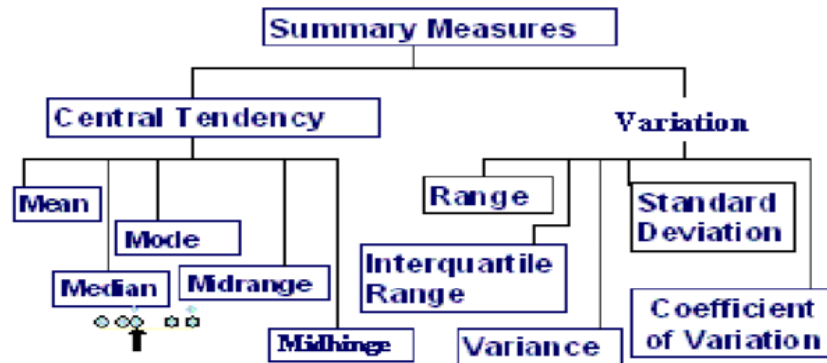 Summary Measures
Central Tendency
Variation
Mean
Mode
Median
Midrange
Midhinge
Range
Interquartile
Range
Variance
Standard
Deviation
Coefficient
of Variation